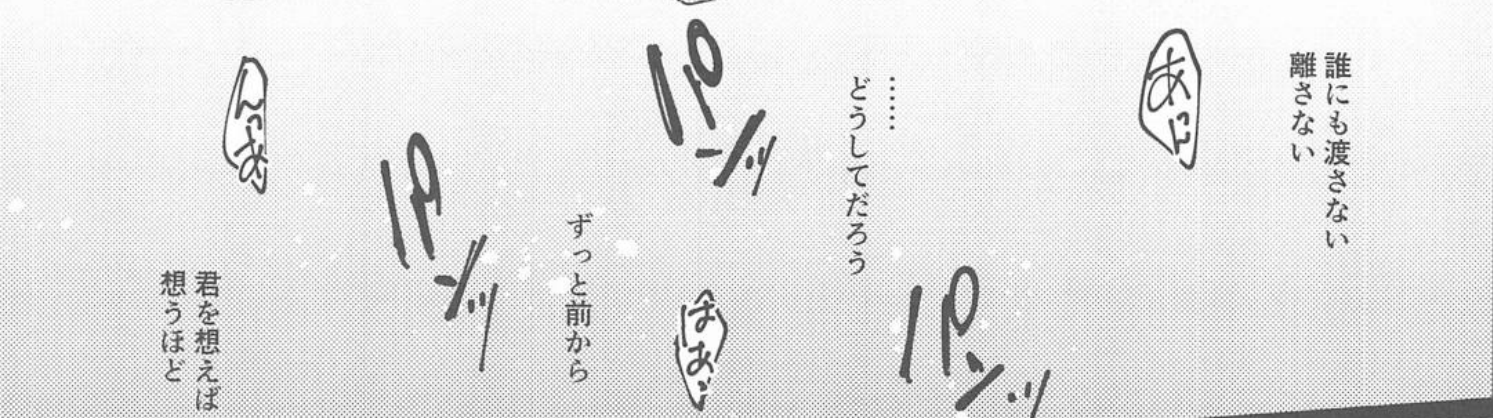 誰にも渡さない
離さない
あっ
パンッ
……
どうしてだろう
パンッ
はあ
ずっと前から
パンッ
んっあ
君を想えば
想うほど